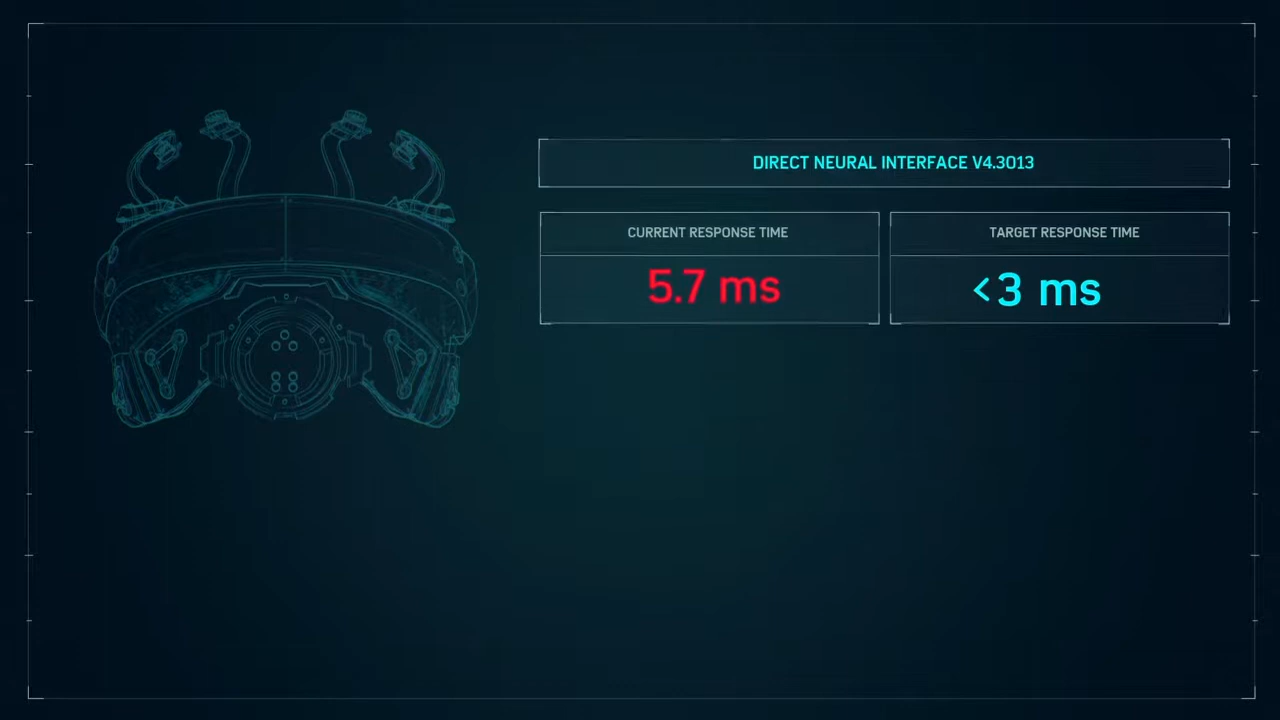 DIRECT NEURAL INTERFACE V4.3013
CURRENT RESPONSE TIME
TARGET RESPONSE TIME
5.7 ms
<3 ms